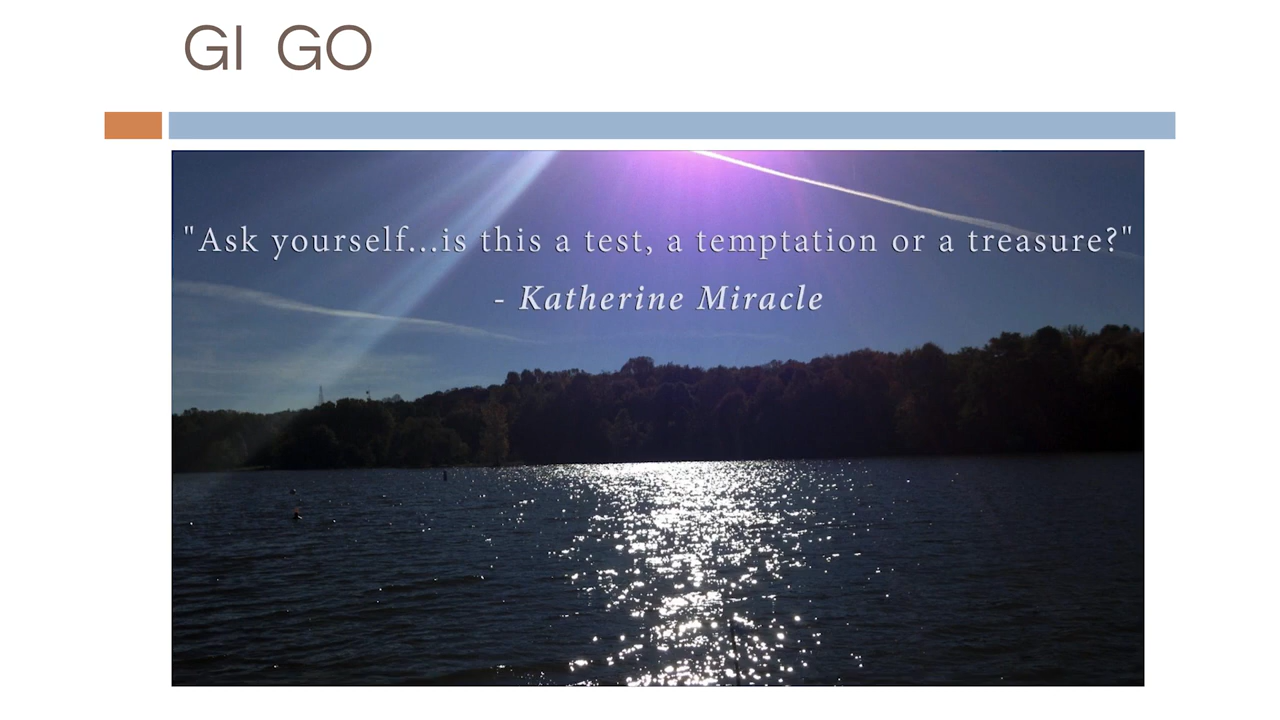 GI GO
"Ask yourself...is this a test, a temptation or a treasure?"
- Katherine Miracle